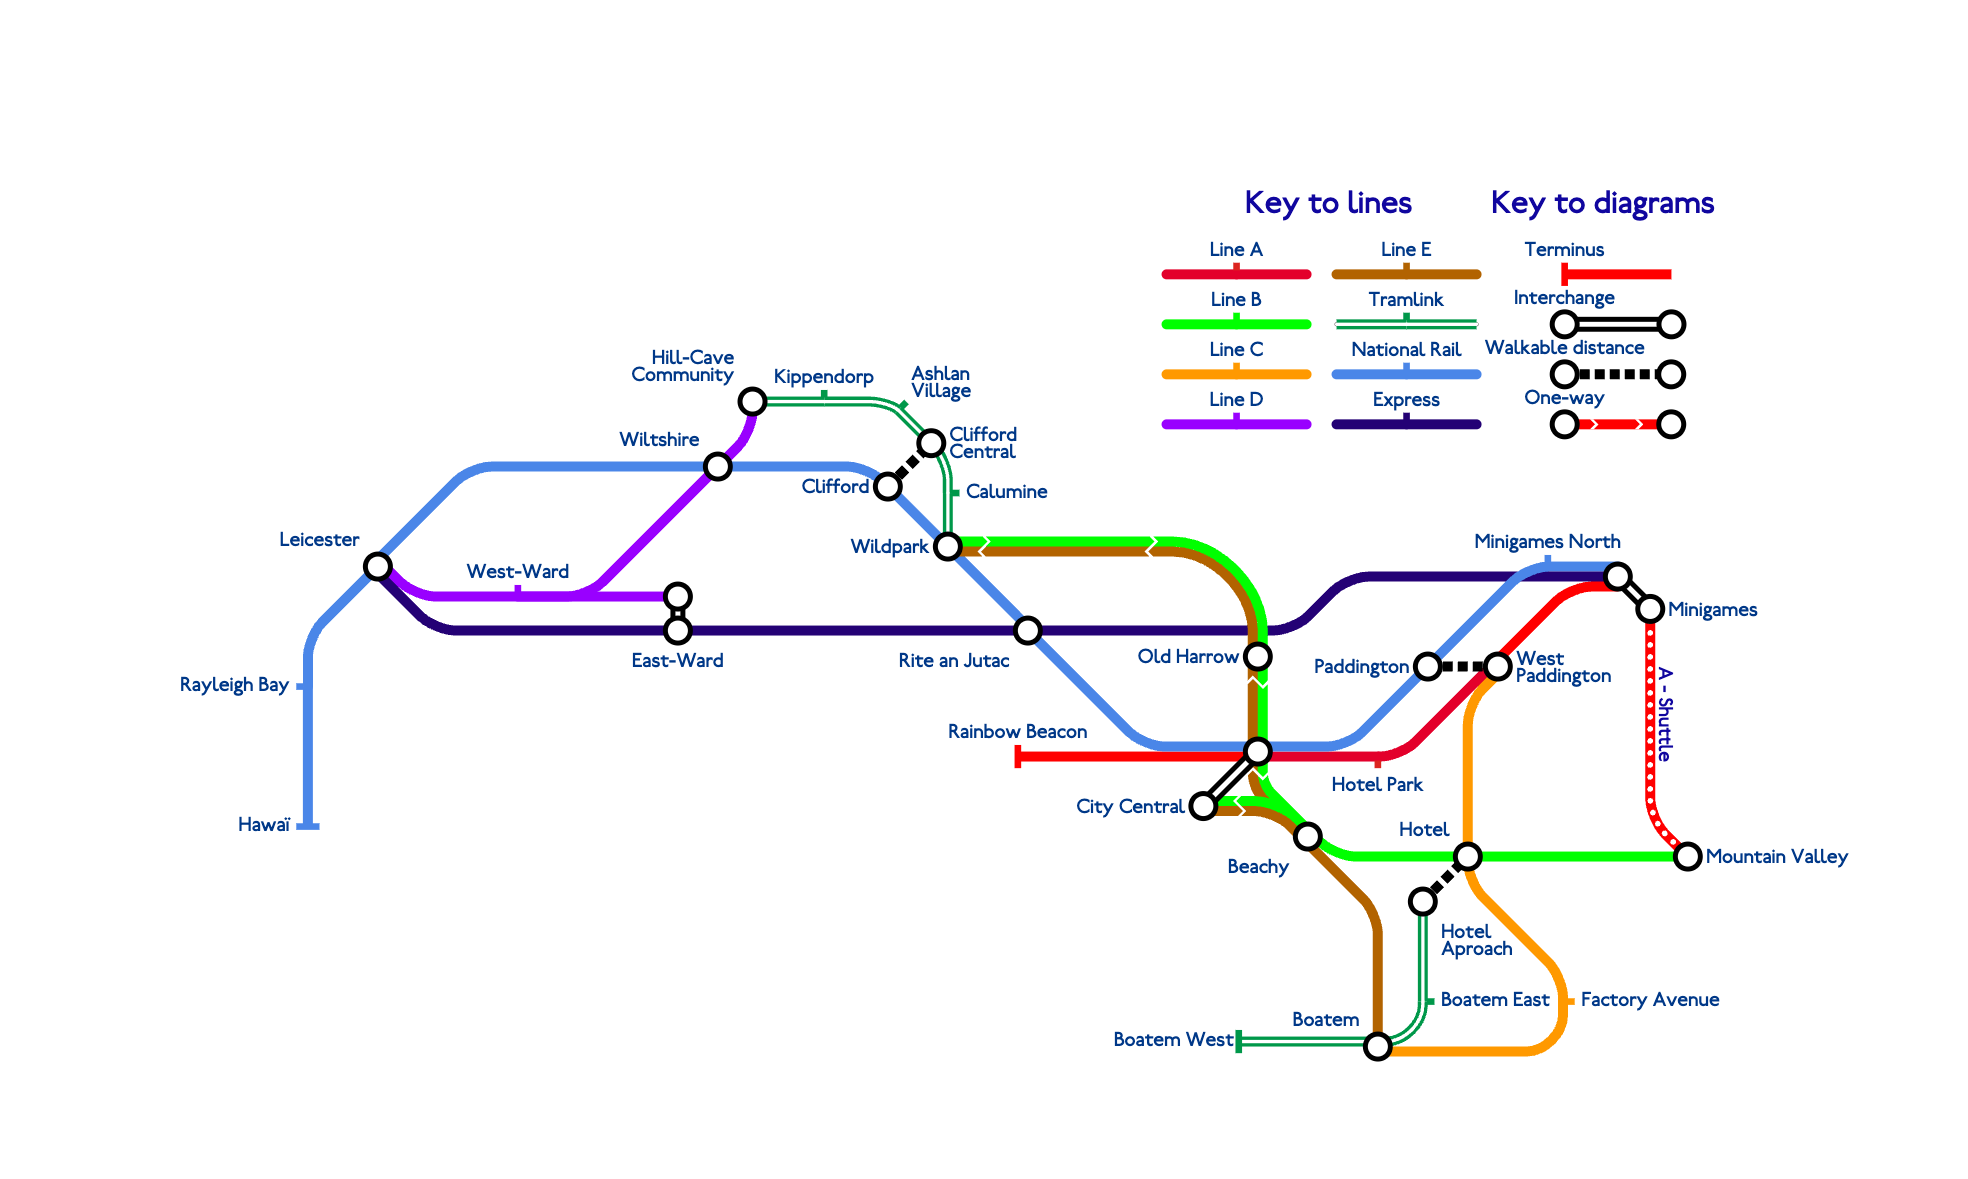 Key to lines
Key to diagrams
Line A
Line E
Terminus
Line B
Tramlink
Interchange
Line C
National Rail
Walkable distance
Line D
Express
One-way
Hill-Cave
Community
Kippendorp
Ashlan
Village
Wiltshire
Clifford
Central
Clifford
Calumine
Leicester
Wildpark
Minigames North
West-Ward
Minigames
East-Ward
Rite an Jutac
Old Harrow
Paddington
West
Paddington
Rayleigh Bay
A - Shuttle
Rainbow Beacon
Hotel Park
City Central
Hawaï
Hotel
Beachy
Mountain Valley
Hotel
Aproach
Boatem East
Factory Avenue
Boatem
Boatem West